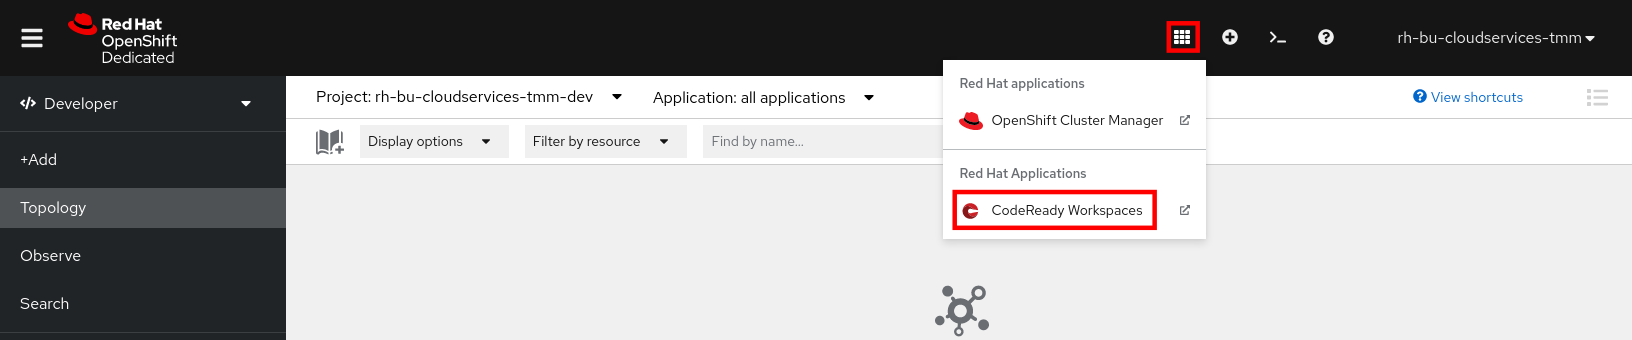 Red Hat
OpenShift
Dedicated
rh-bu-cloudservices-tmm
Developer
+Add
Topology
Observe
Search
Project: rh-bu-cloudservices-tmm-dev
Application: all applications
View shortcuts
Display options
Filter by resource
Find by name...
Red Hat applications
OpenShift Cluster Manager
Red Hat Applications
CodeReady Workspaces